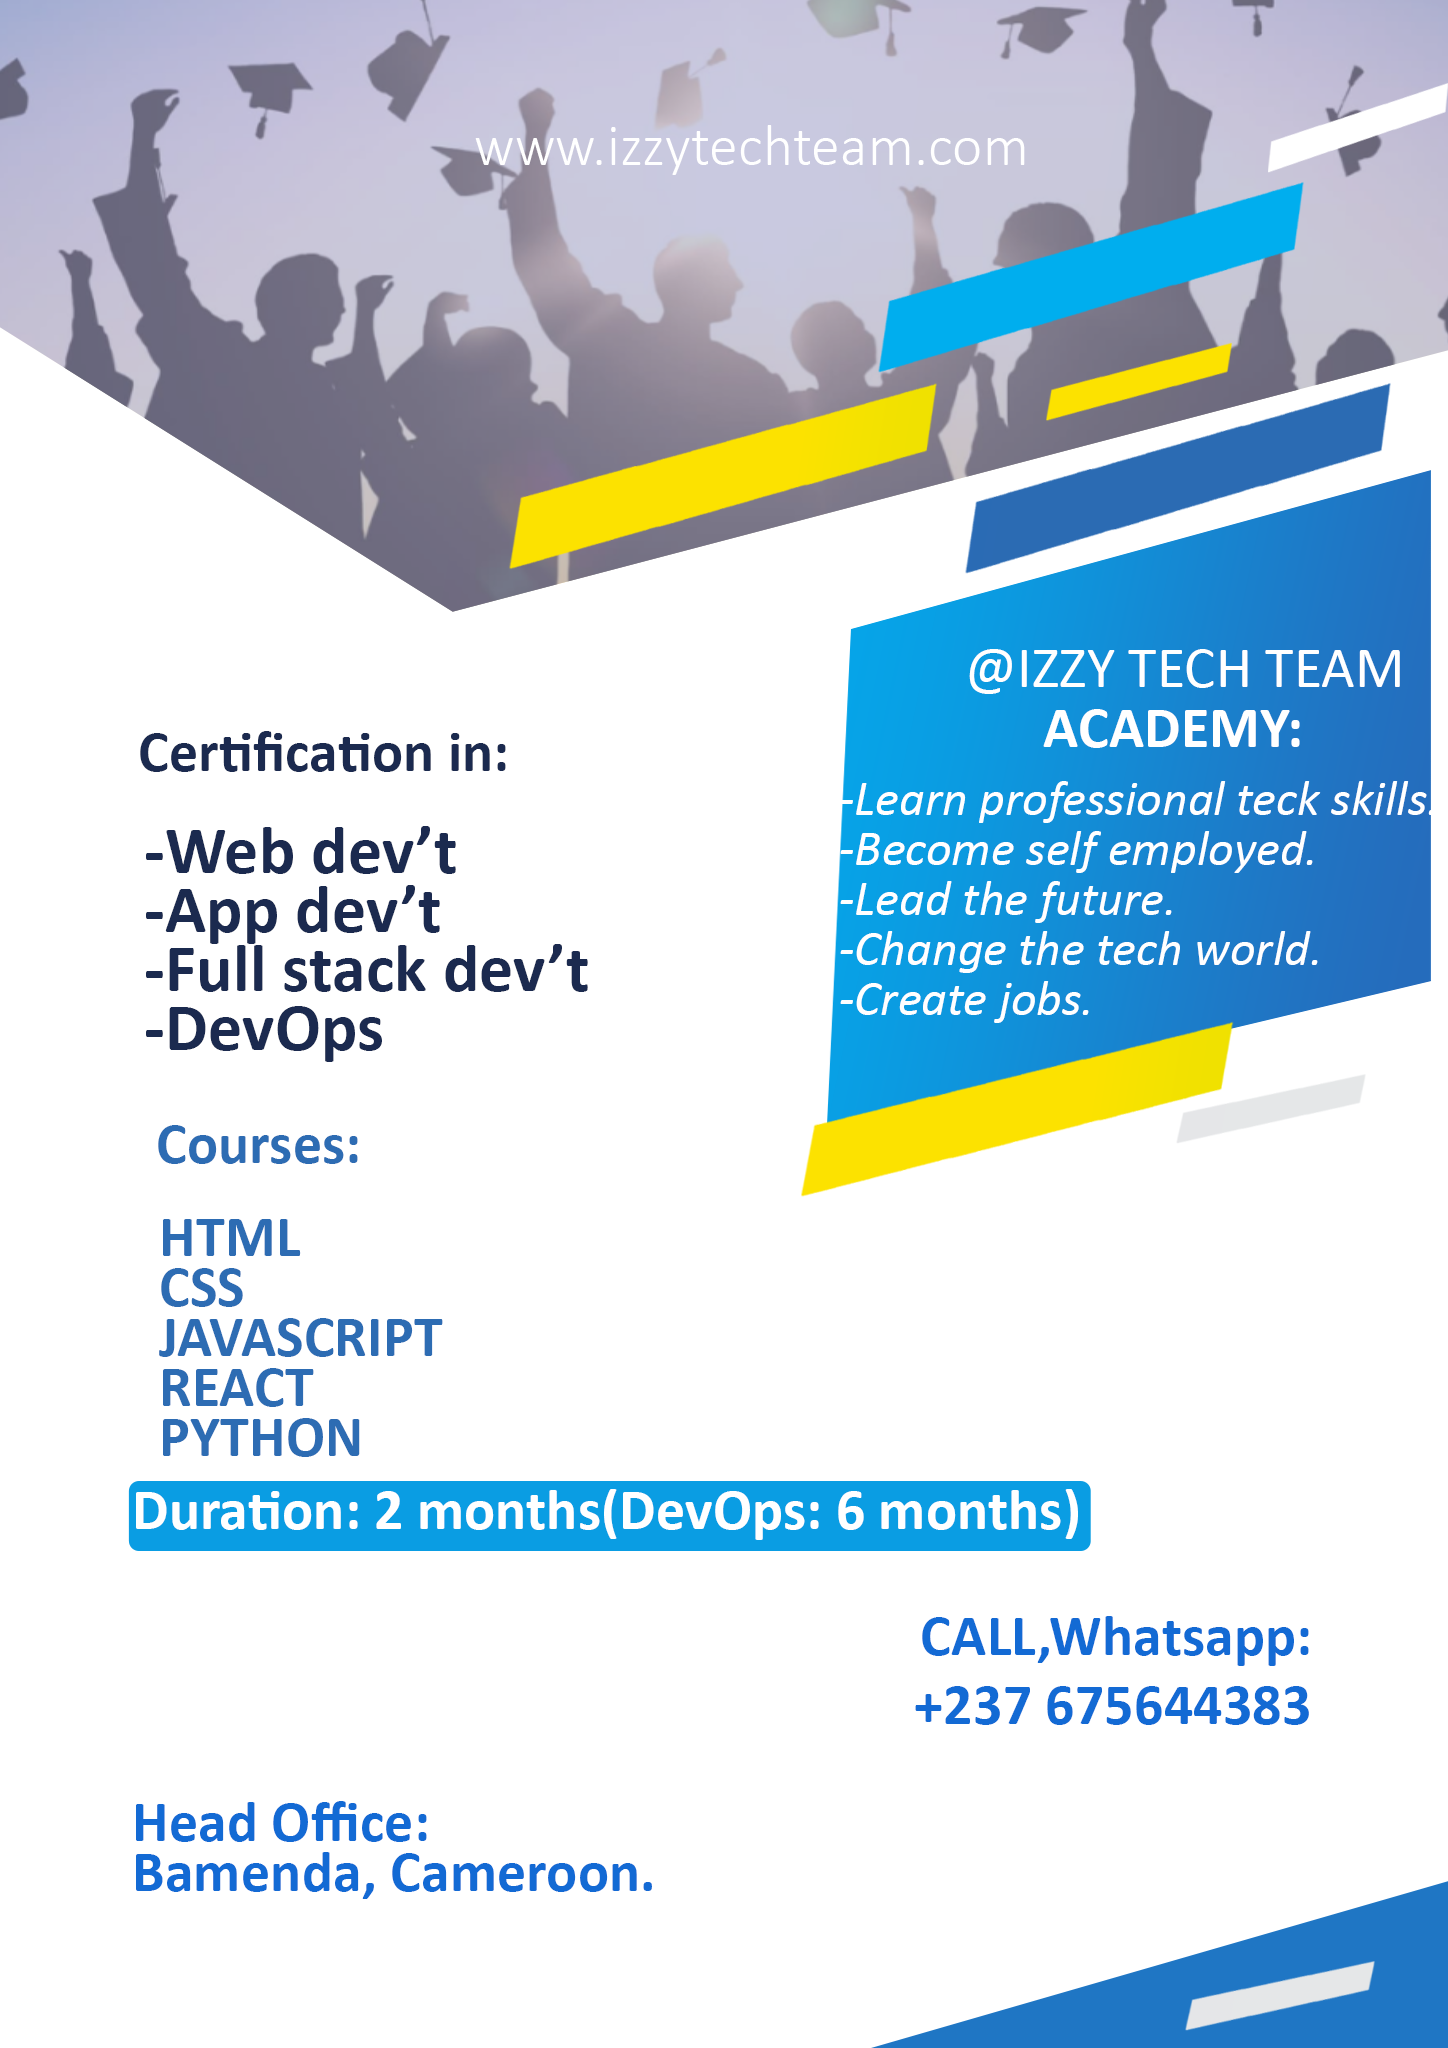 www.izzytechteam.com
@IZZY TECH TEAM
ACADEMY:
-Learn professional teck skills.
-Become self employed.
-Lead the future.
-Change the tech world.
-Create jobs.
Certification in:
-Web dev’t
-App dev’t
-Full stack dev’t
-DevOps
Courses:
HTML
CSS
JAVASCRIPT
REACT
PYTHON
Duration: 2 months(DevOps: 6 months)
CALL,Whatsapp:
+237 675644383
Head Office:
Bamenda, Cameroon.